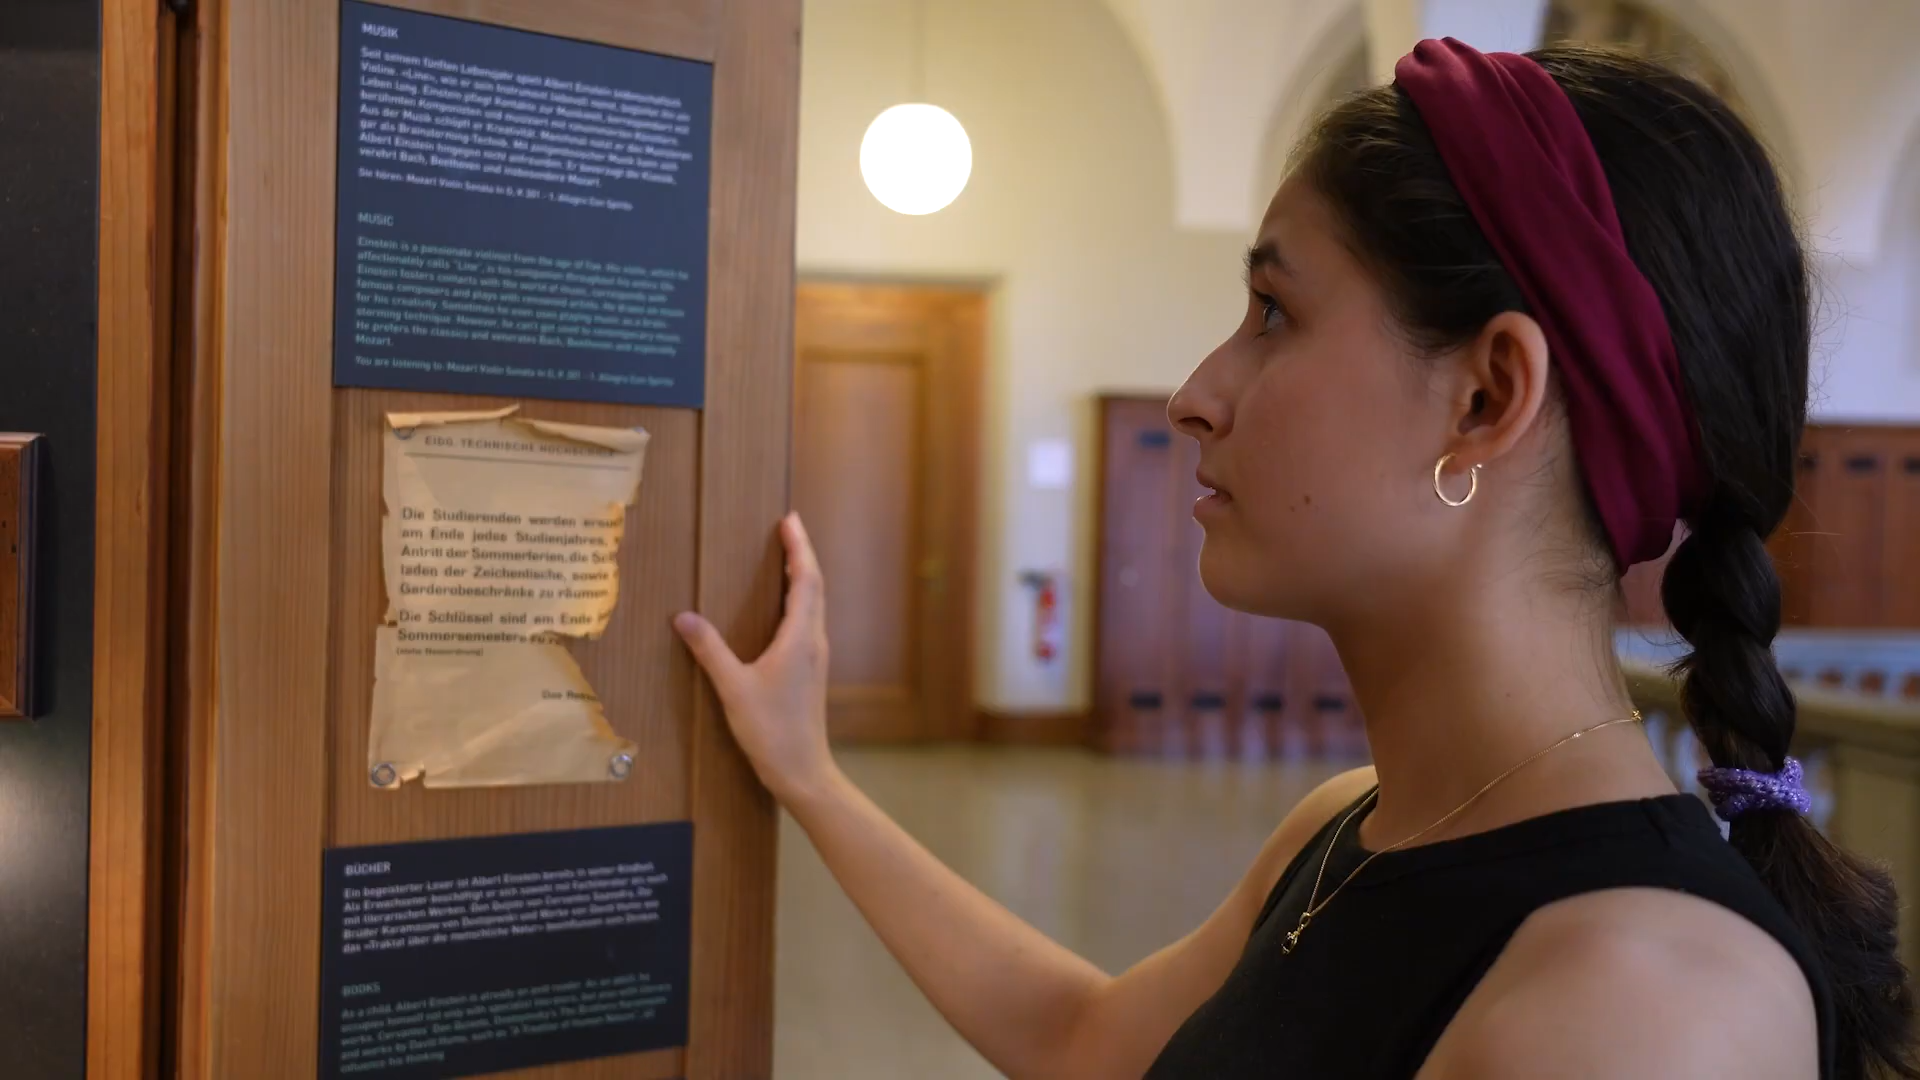 MUSIK
Seit seinem fünften Lebensjahr spielt Albert Einstein leidenschaftlich
Violine. «Line», wie er sein Instrument liebevoll nennt, begleitet ihn ein
Leben lang. Einstein pflegt Kontakte zur Musikwelt, korrespondiert mit
berühmten Komponisten und musiziert mit renommierten Künstlern.
Aus der Musik schöpft er Kreativität. Manchmal nutzt er das Musizieren
gar als Brainstorming-Technik. Mit zeitgenössischer Musik kann sich
Albert Einstein hingegen nicht anfreunden. Er bevorzugt die Klassik,
verehrt Bach, Beethoven und insbesondere Mozart.
Sie hören: Mozart Violin Sonata in G, K 301 - 1. Allegro Con Spirito
MUSIC
Einstein is a passionate violinist from the age of five. His violin, which he
affectionately calls "Line", is his companion throughout his entire life.
Einstein fosters contacts with the world of music, corresponds with
famous composers and plays with renowned artists. He draws on music
for his creativity. Sometimes he even uses playing music as a brain-
storming technique. However, he can't get used to contemporary music.
He prefers the classics and venerates Bach, Beethoven and especially
Mozart.
You are listening to: Mozart Violin Sonata in G, K 301 - 1. Allegro Con Spirito
EIDG. TECHNISCHE HOCHSCHULE
Die Studierenden werden ersuc
am Ende jedes Studienjahres,
Antritt der Sommerferien, die Sc
laden der Zeichentische, sowie
Garderobeschränke zu räumen
Die Schlüssel sind am Ende
Sommersemesters zu
(siehe Hausordnung)
Das
BÜCHER
Ein begeisterter Leser ist Albert Einstein bereits in seiner Kindheit.
Als Erwachsener beschäftigt er sich sowohl mit Fachliteratur als auch
mit literarischen Werken. Don Quijote von Cervantes Saavedra, Die
Brüder Karamasow von Dostojewski und Werke von David Hume wie
das «Traktat über die menschliche Natur» beeinflussen sein Denken.
BOOKS
As a child, Albert Einstein is already an avid reader. As an adult, he
occupies himself not only with specialist literature, but also with literary
works. Cervantes' Don Quixote, Dostoyevsky's The Brothers Karamazov
and works by David Hume, such as "A Treatise of Human Nature", all
influence his thinking.